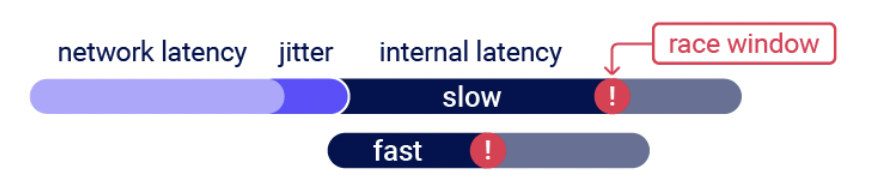 network latency
jitter
internal latency
race window
slow
!
fast
!